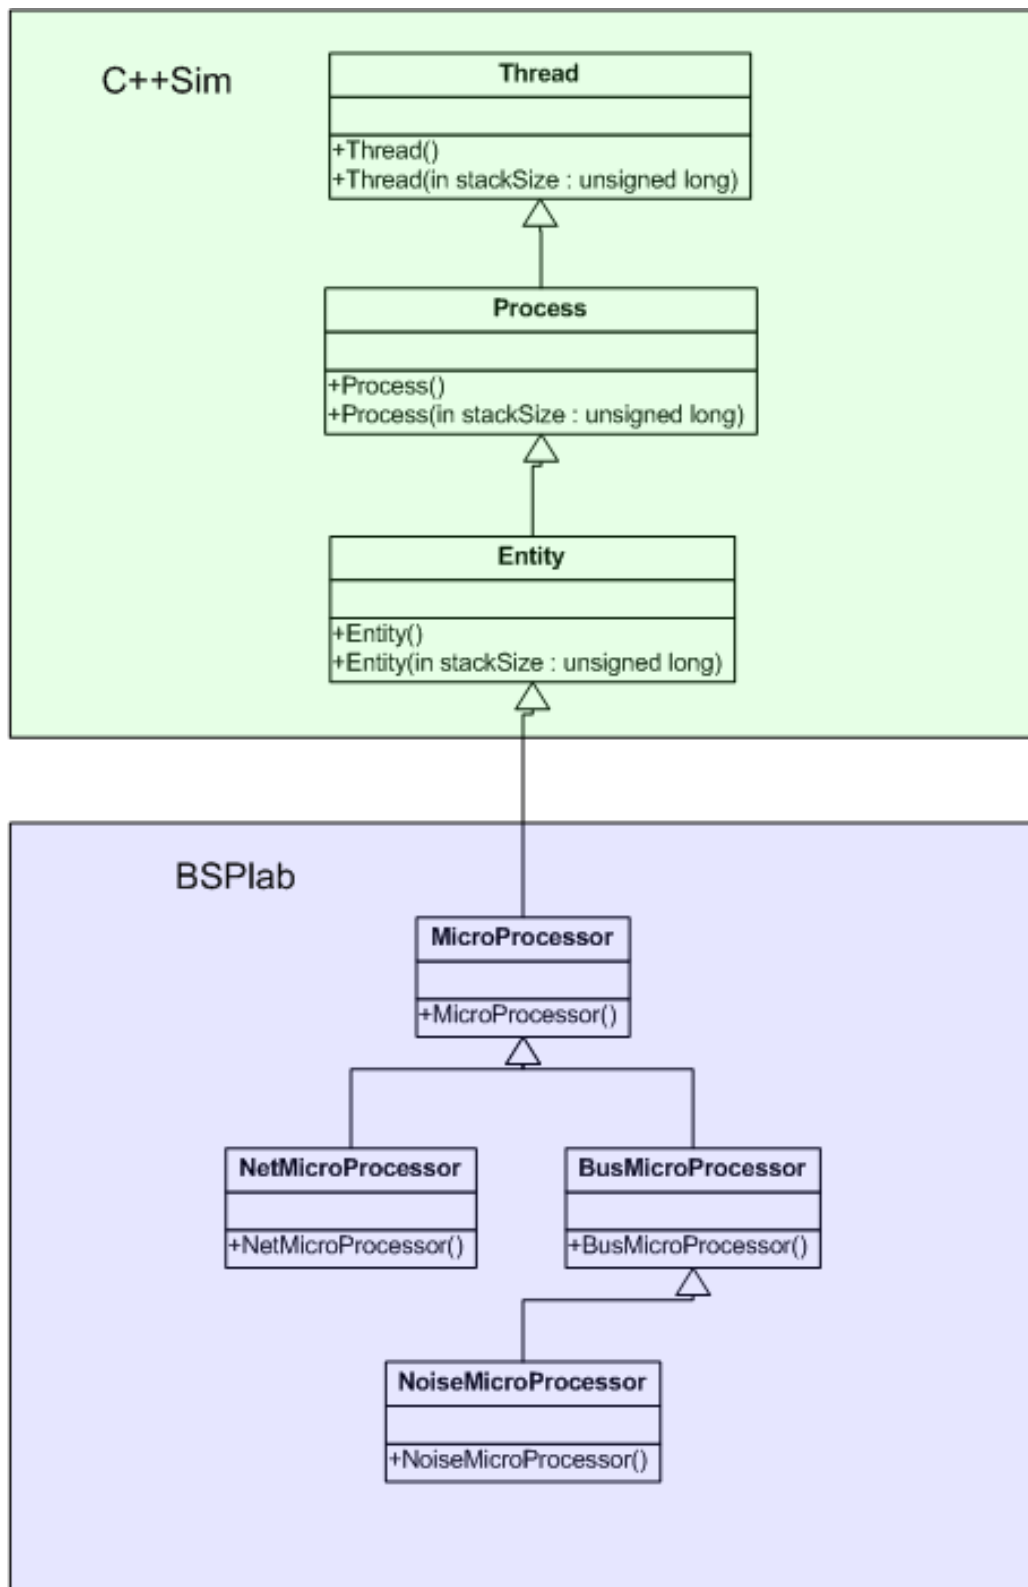 C++Sim
Thread
+Thread()
+Thread(in stackSize : unsigned long)
Process
+Process()
+Process(in stackSize : unsigned long)
Entity
+Entity()
+Entity(in stackSize : unsigned long)
BSPlab
MicroProcessor
+MicroProcessor()
NetMicroProcessor
+NetMicroProcessor()
BusMicroProcessor
+BusMicroProcessor()
NoiseMicroProcessor
+NoiseMicroProcessor()